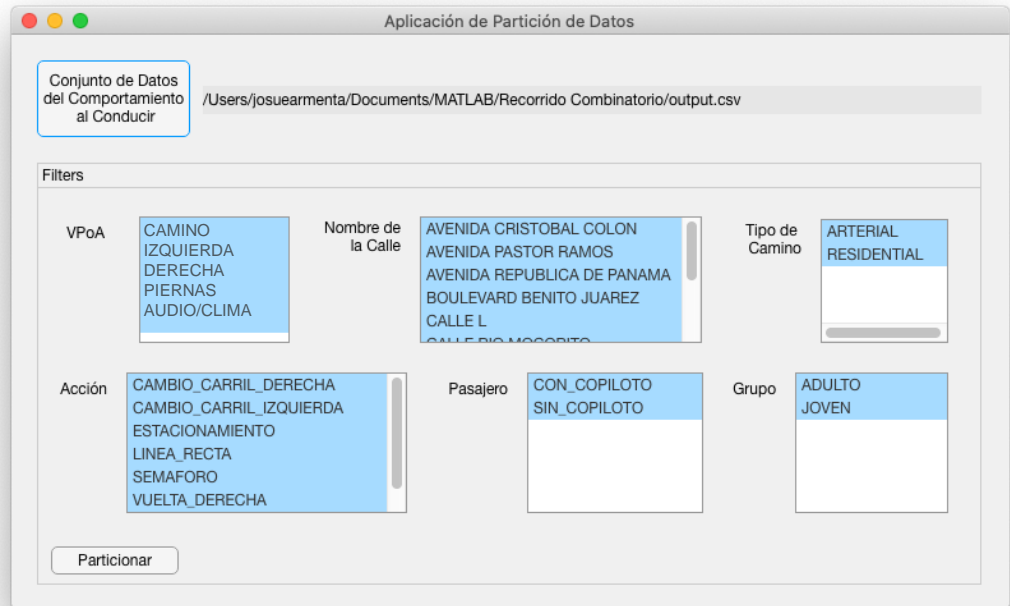 Aplicación de Partición de Datos
Conjunto de Datos
del Comportamiento
al Conducir
/Users/josuearmenta/Documents/MATLAB/Recorrido Combinatorio/output.csv
Filters
VPoA
CAMINO
IZQUIERDA
DERECHA
PIERNAS
AUDIO/CLIMA
Nombre de
la Calle
AVENIDA CRISTOBAL COLON
AVENIDA PASTOR RAMOS
AVENIDA REPUBLICA DE PANAMA
BOULEVARD BENITO JUAREZ
CALLE L
CALLE RIO MOCORITO
Tipo de
Camino
ARTERIAL
RESIDENTIAL
Acción
CAMBIO_CARRIL_DERECHA
CAMBIO_CARRIL_IZQUIERDA
ESTACIONAMIENTO
LINEA_RECTA
SEMAFORO
VUELTA_DERECHA
Pasajero
CON_COPILOTO
SIN_COPILOTO
Grupo
ADULTO
JOVEN
Particionar